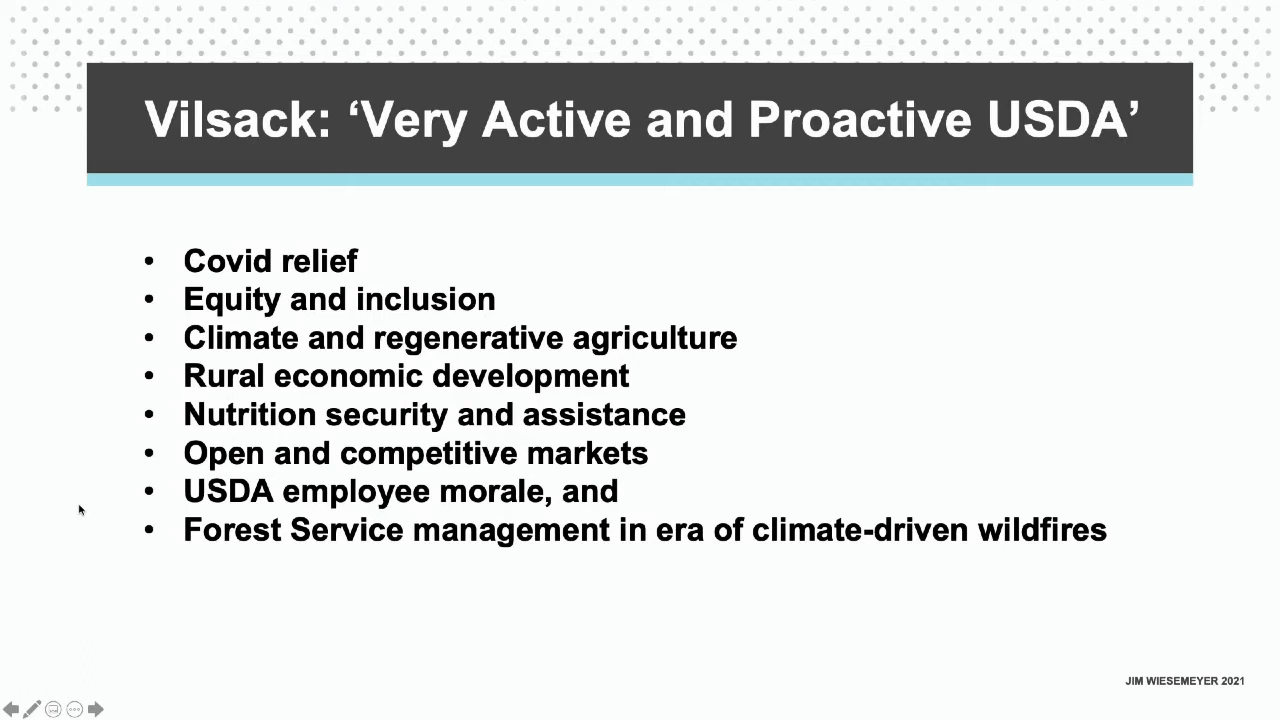 Vilsack: ‘Very Active and Proactive USDA’
• Covid relief
• Equity and inclusion
• Climate and regenerative agriculture
• Rural economic development
• Nutrition security and assistance
• Open and competitive markets
• USDA employee morale, and
• Forest Service management in era of climate-driven wildfires
JIM WIESEMEYER 2021